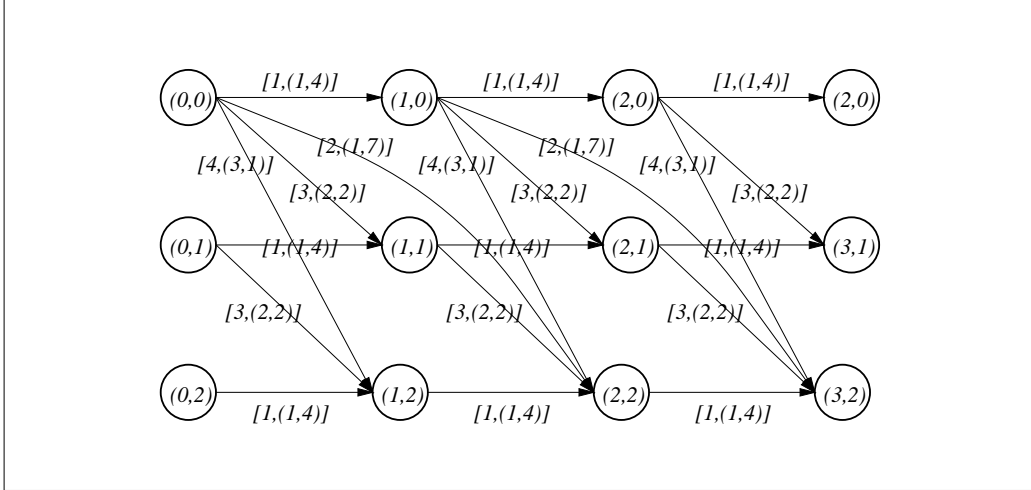 [1,(1,4)] [1,(1,4)] [1,(1,4)]
(0,0) (1,0) (2,0) (2,0)
[2,(1,7)] [2,(1,7)]
[4,(3,1)] [4,(3,1)] [4,(3,1)]
[3,(2,2)] [3,(2,2)] [3,(2,2)]
(0,1) [1,(1,4)] (1,1) [1,(1,4)] (2,1) [1,(1,4)] (3,1)
[3,(2,2)] [3,(2,2)] [3,(2,2)]
(0,2) (1,2) (2,2) (3,2)
[1,(1,4)] [1,(1,4)] [1,(1,4)]